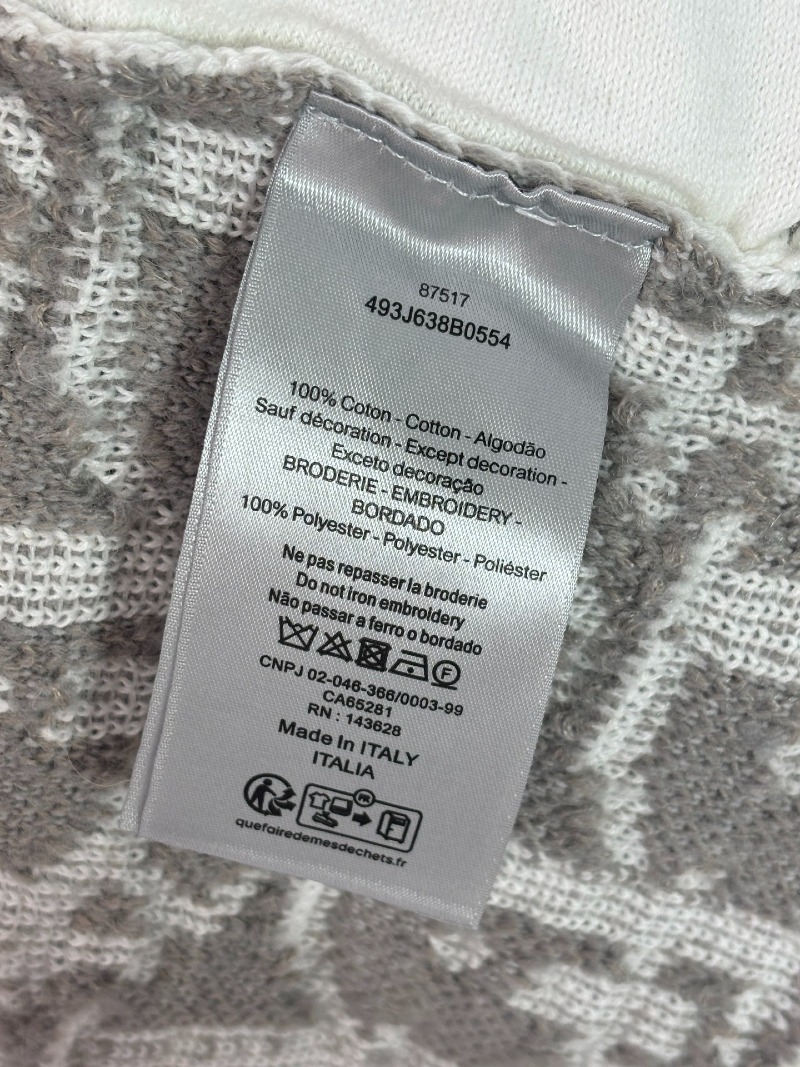 87517
493J638B0554
100% Coton - Cotton - Algodão
Sauf décoration - Except decoration -
Exceto decoração
BRODERIE - EMBROIDERY -
BORDADO
100% Polyester - Polyester - Poliéster
Ne pas repasser la broderie
Do not iron embroidery
Não passar a ferro o bordado
F
CNPJ 02-046-366/0003-99
CA65281
RN : 143628
Made In ITALY
ITALIA
FR
quefairedemesdechets.fr